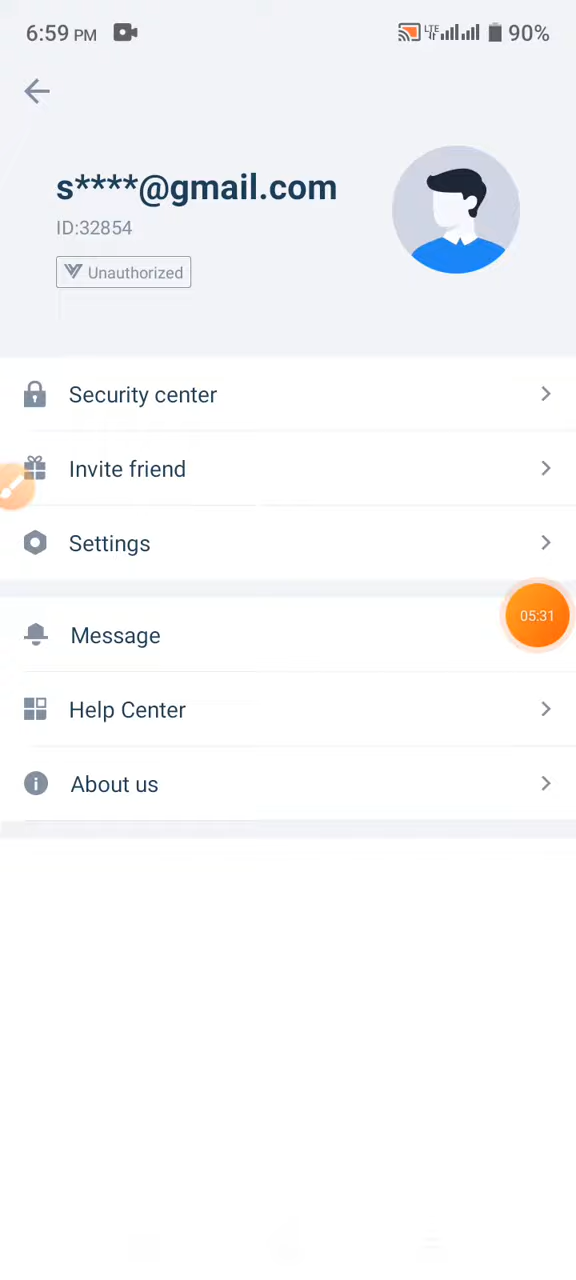 6:59 PM LTE 90%
s****@gmail.com
ID:32854
Unauthorized
Security center
Invite friend
Settings
05:31
Message
Help Center
About us